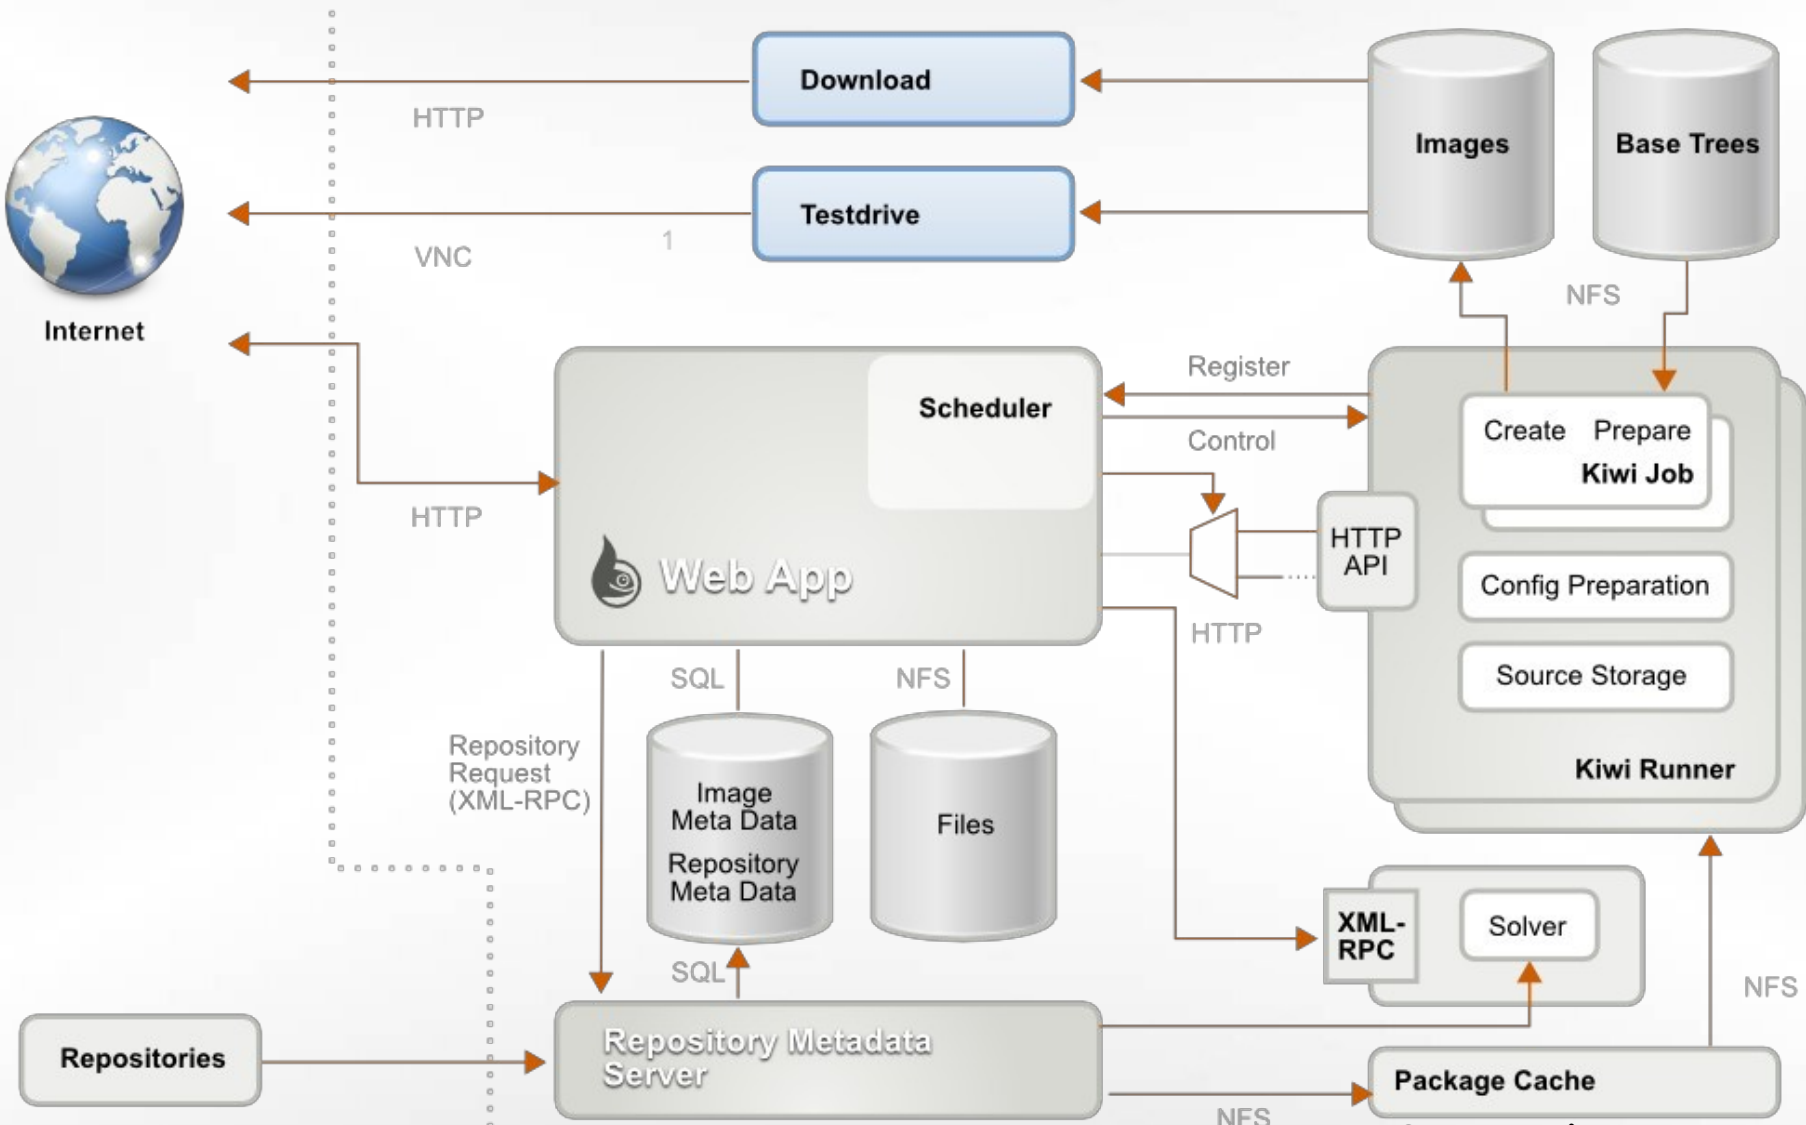 Download
HTTP
Images
Base Trees
Testdrive
1
VNC
Internet
NFS
Register
Scheduler
Control
Create Prepare
Kiwi Job
HTTP
HTTP
API
Web App
Config Preparation
HTTP
Source Storage
SQL
NFS
Repository
Request
(XML-RPC)
Image
Meta Data
Repository
Meta Data
Files
Kiwi Runner
XML-
RPC
Solver
SQL
NFS
Repositories
Repository Metadata
Server
Package Cache
NFS